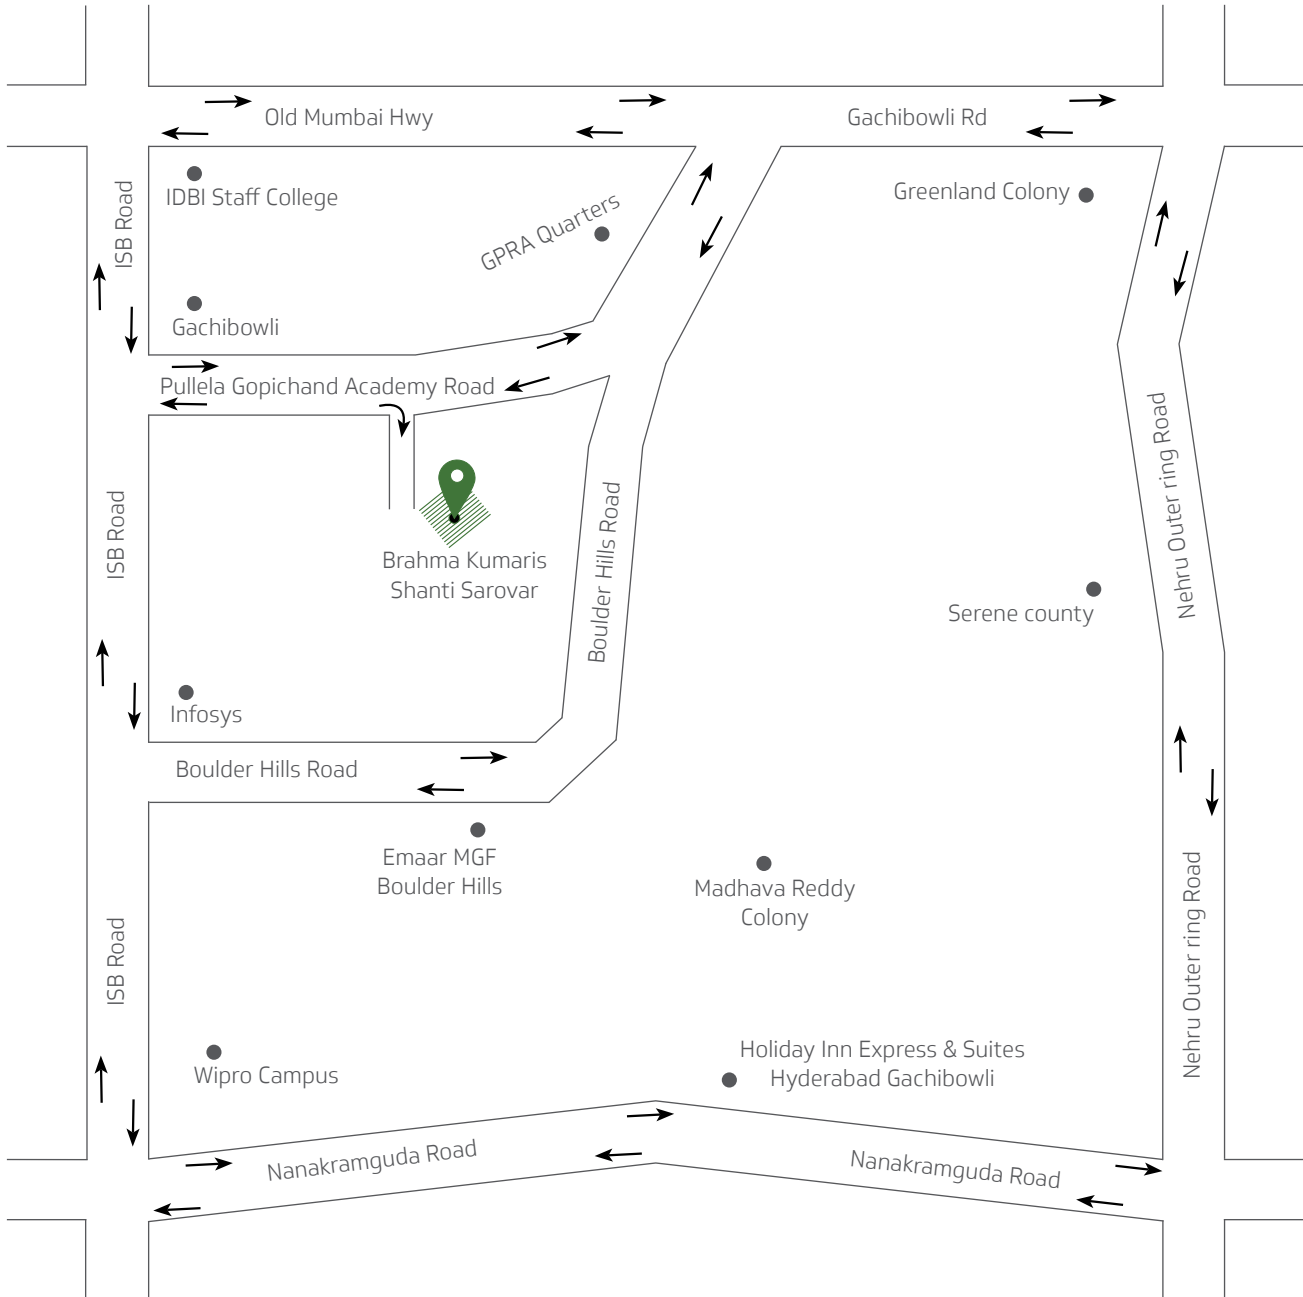 Old Mumbai Hwy
Gachibowli Rd
ISB Road
IDBI Staff College
GPRA Quarters
Greenland Colony
Gachibowli
Pullela Gopichand Academy Road
Nehru Outer ring Road
ISB Road
Brahma Kumaris
Shanti Sarovar
Boulder Hills Road
Serene county
Infosys
Boulder Hills Road
Emaar MGF
Boulder Hills
Madhava Reddy
Colony
ISB Road
Nehru Outer ring Road
Wipro Campus
Holiday Inn Express & Suites
Hyderabad Gachibowli
Nanakramguda Road
Nanakramguda Road